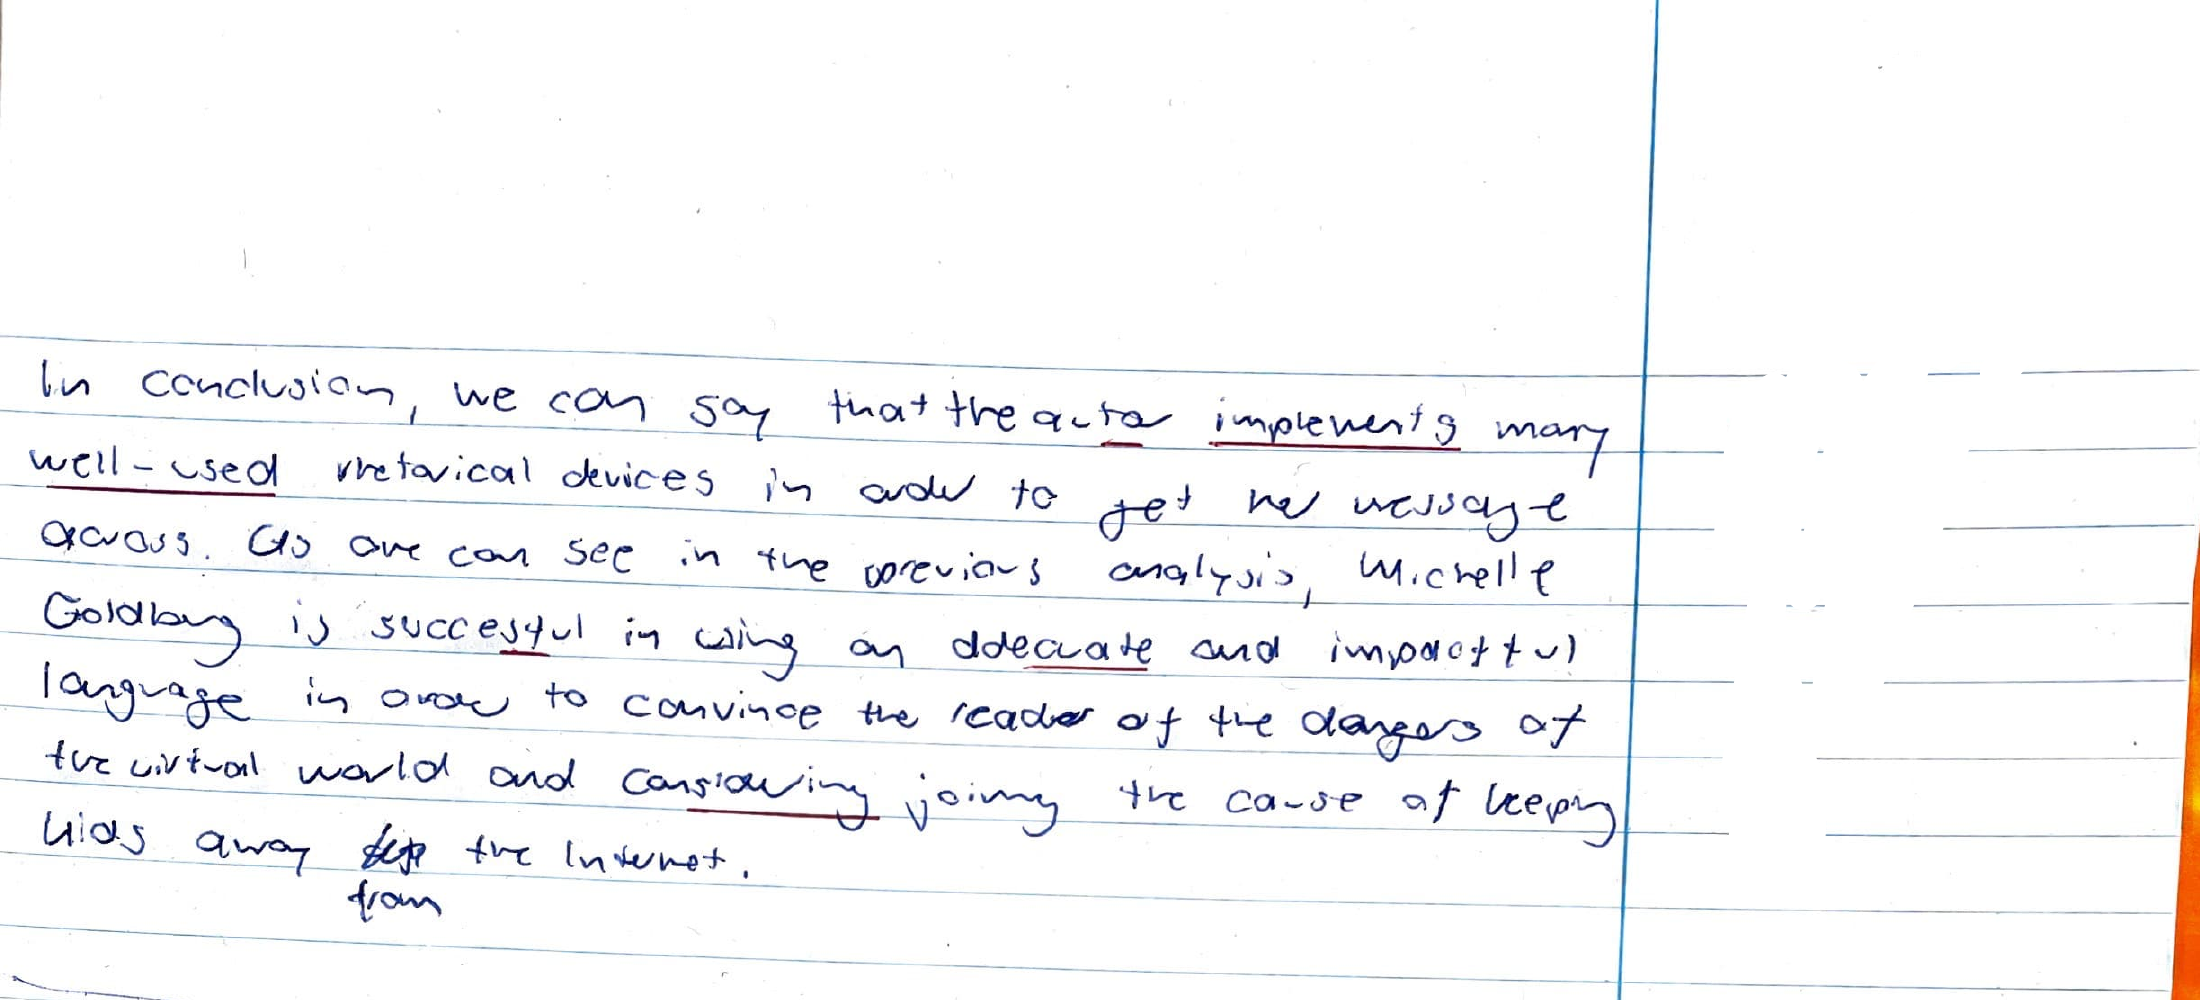 In conclusion, we can say that the autor implements many
well-used rhetorical devices in order to get her message
across. As one can see in the previous analysis, Michelle
Goldberg is succesful in using an adecuate and impactful
language in order to convince the reader of the dangers of
the virtual world and considering joining the cause of keeping
kids away the Internet.
from